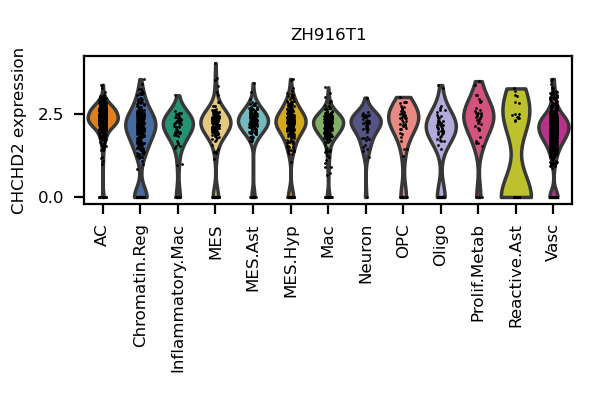 ZH916T1
CHCHD2 expression
2.5
0.0
AC
Chromatin.Reg
Inflammatory.Mac
MES
MES.Ast
MES.Hyp
Mac
Neuron
OPC
Oligo
Prolif.Metab
Reactive.Ast
Vasc